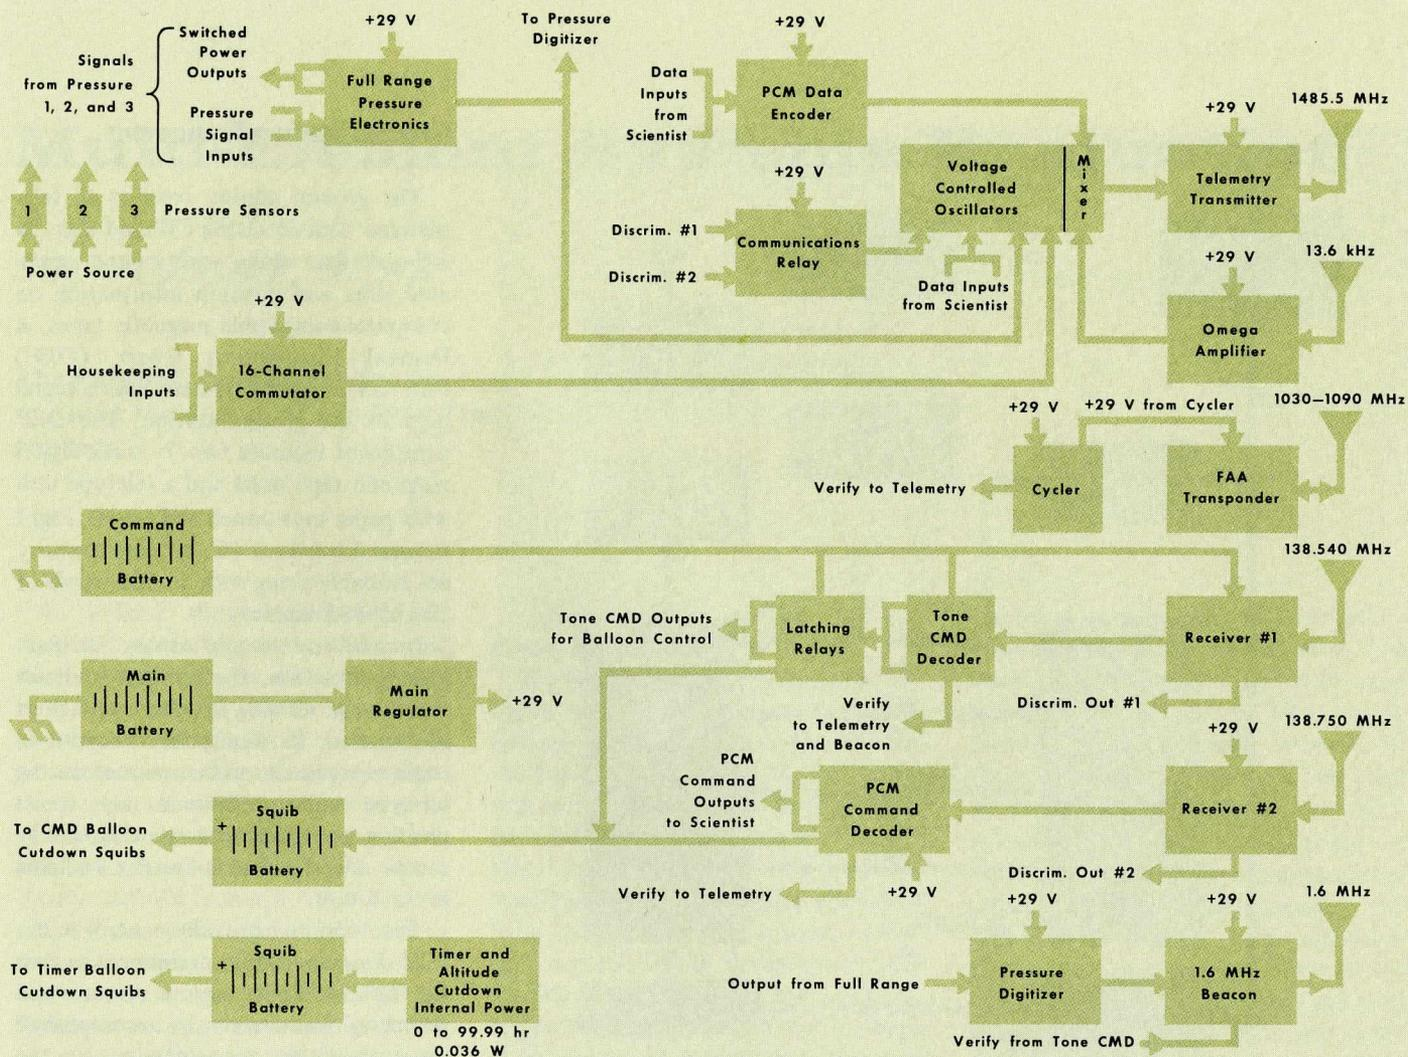 Signals
from Pressure
1, 2, and 3
Switched
Power
Outputs
Pressure
Signal
Inputs
+29 V
Full Range
Pressure
Electronics
To Pressure
Digitizer
1
2
3
Pressure Sensors
Power Source
Data
Inputs
from
Scientist
+29 V
PCM Data
Encoder
+29 V
Discrim. #1
Discrim. #2
Communications
Relay
Voltage
Controlled
Oscillators
Mixer
Data Inputs
from Scientist
+29 V
Telemetry
Transmitter
1485.5 MHz
+29 V
Omega
Amplifier
13.6 kHz
+29 V
Housekeeping
Inputs
16-Channel
Commutator
+29 V
+29 V from Cycler
1030—1090 MHz
Verify to Telemetry
Cycler
FAA
Transponder
Command
Battery
138.540 MHz
Tone CMD Outputs
for Balloon Control
Latching
Relays
Tone
CMD
Decoder
Receiver #1
Verify
to Telemetry
and Beacon
Discrim. Out #1
Main
Battery
Main
Regulator
+29 V
+29 V
138.750 MHz
PCM
Command
Outputs
to Scientist
PCM
Command
Decoder
Receiver #2
To CMD Balloon
Cutdown Squibs
Squib
+
Battery
Verify to Telemetry
+29 V
Discrim. Out #2
To Timer Balloon
Cutdown Squibs
Squib
+
Battery
Timer and
Altitude
Cutdown
Internal Power
0 to 99.99 hr
0.036 W
+29 V
+29 V
1.6 MHz
Output from Full Range
Pressure
Digitizer
1.6 MHz
Beacon
Verify from Tone CMD